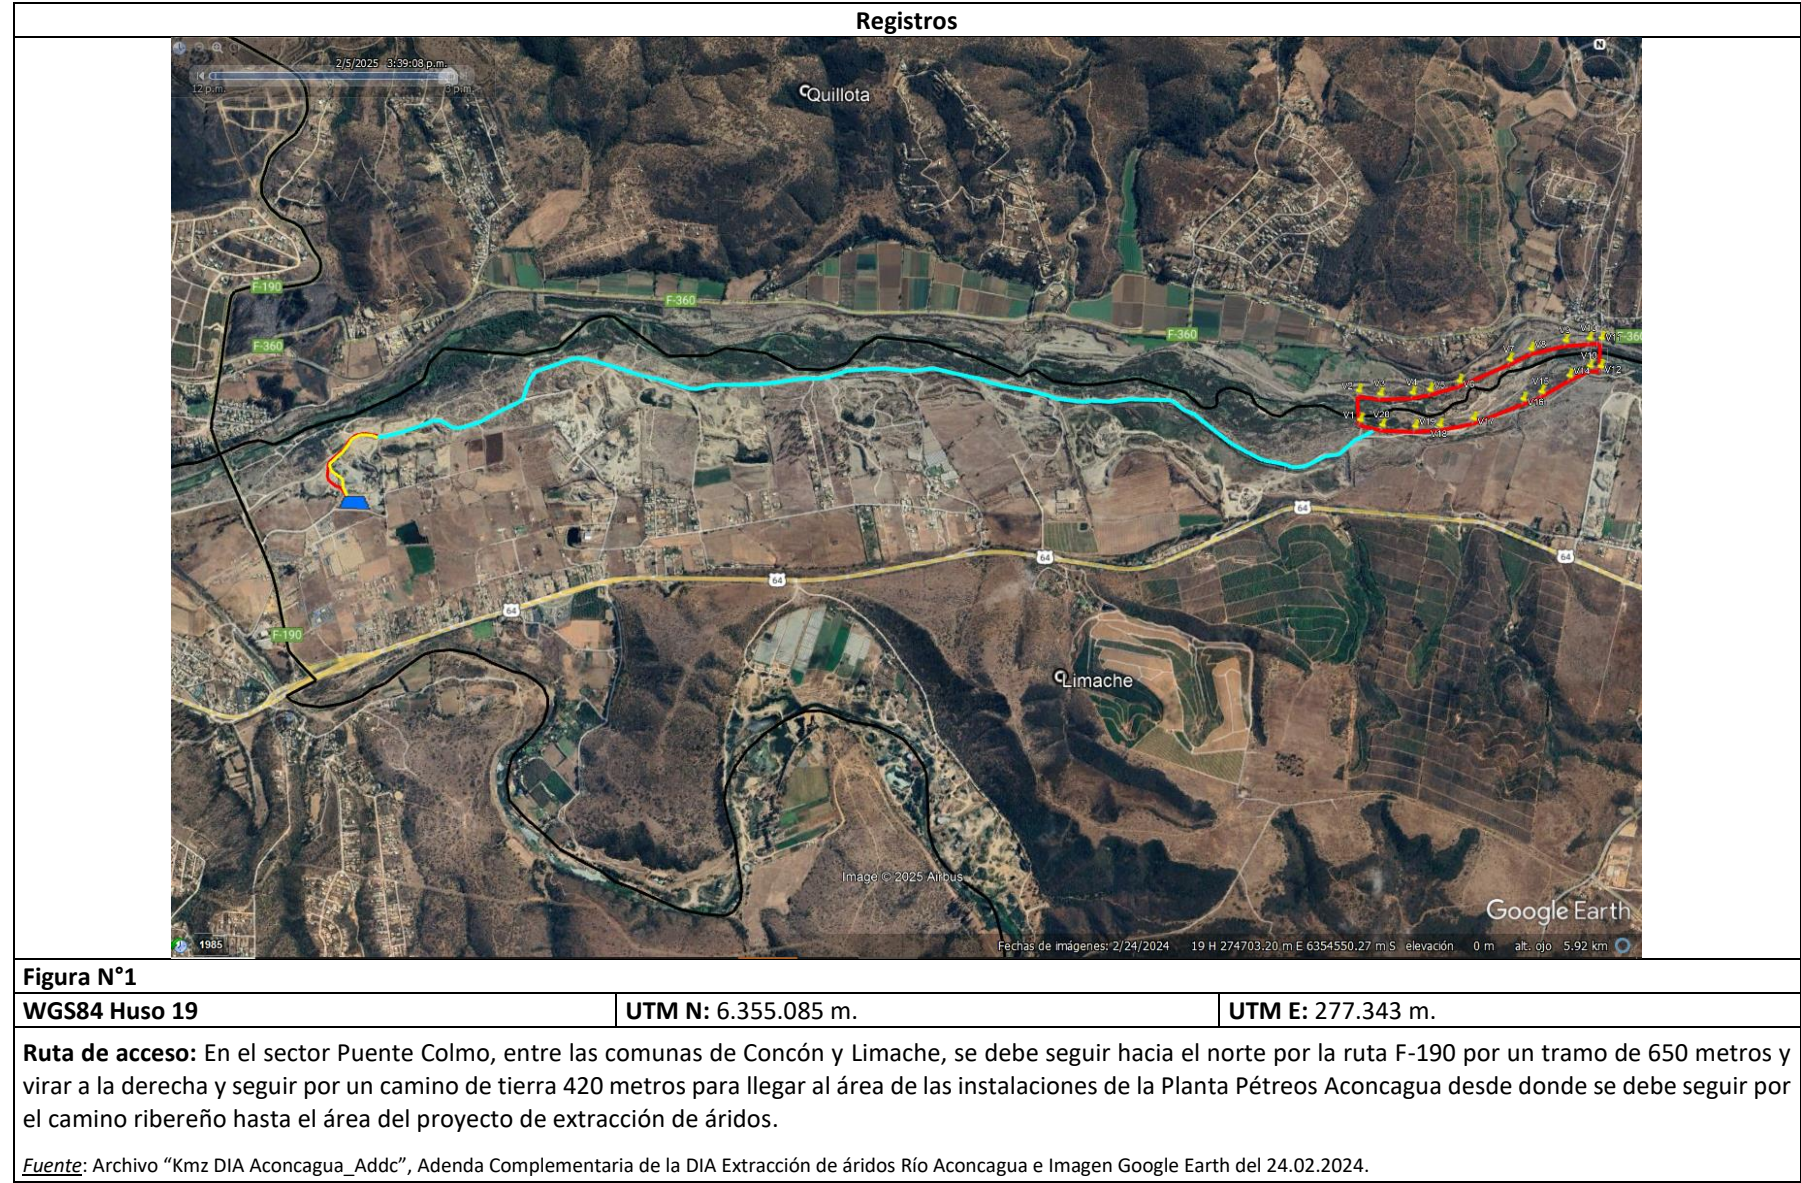 Registros
2/5/2025 3:39:08 p.m.
12 p.m.
3 p.m.
N
Quillota
F-190
F-360
F-360
F-360
F-360
V7
V8
V9
V11
V10
V12
V14
V15
V16
V2
V3
V4
V5
V6
V1
V20
V19
V18
V17
64
64
64
64
64
F-190
Limache
Image © 2025 Airbus
Google Earth
1985
Fechas de imágenes: 2/24/2024 19 H 274703.20 m E 6354550.27 m S elevación 0 m alt. ojo 5.92 km
Figura N°1
WGS84 Huso 19
UTM N: 6.355.085 m.
UTM E: 277.343 m.
Ruta de acceso: En el sector Puente Colmo, entre las comunas de Concón y Limache, se debe seguir hacia el norte por la ruta F-190 por un tramo de 650 metros y
virar a la derecha y seguir por un camino de tierra 420 metros para llegar al área de las instalaciones de la Planta Pétreos Aconcagua desde donde se debe seguir por
el camino ribereño hasta el área del proyecto de extracción de áridos.
Fuente: Archivo “Kmz DIA Aconcagua_Addc”, Adenda Complementaria de la DIA Extracción de áridos Río Aconcagua e Imagen Google Earth del 24.02.2024.